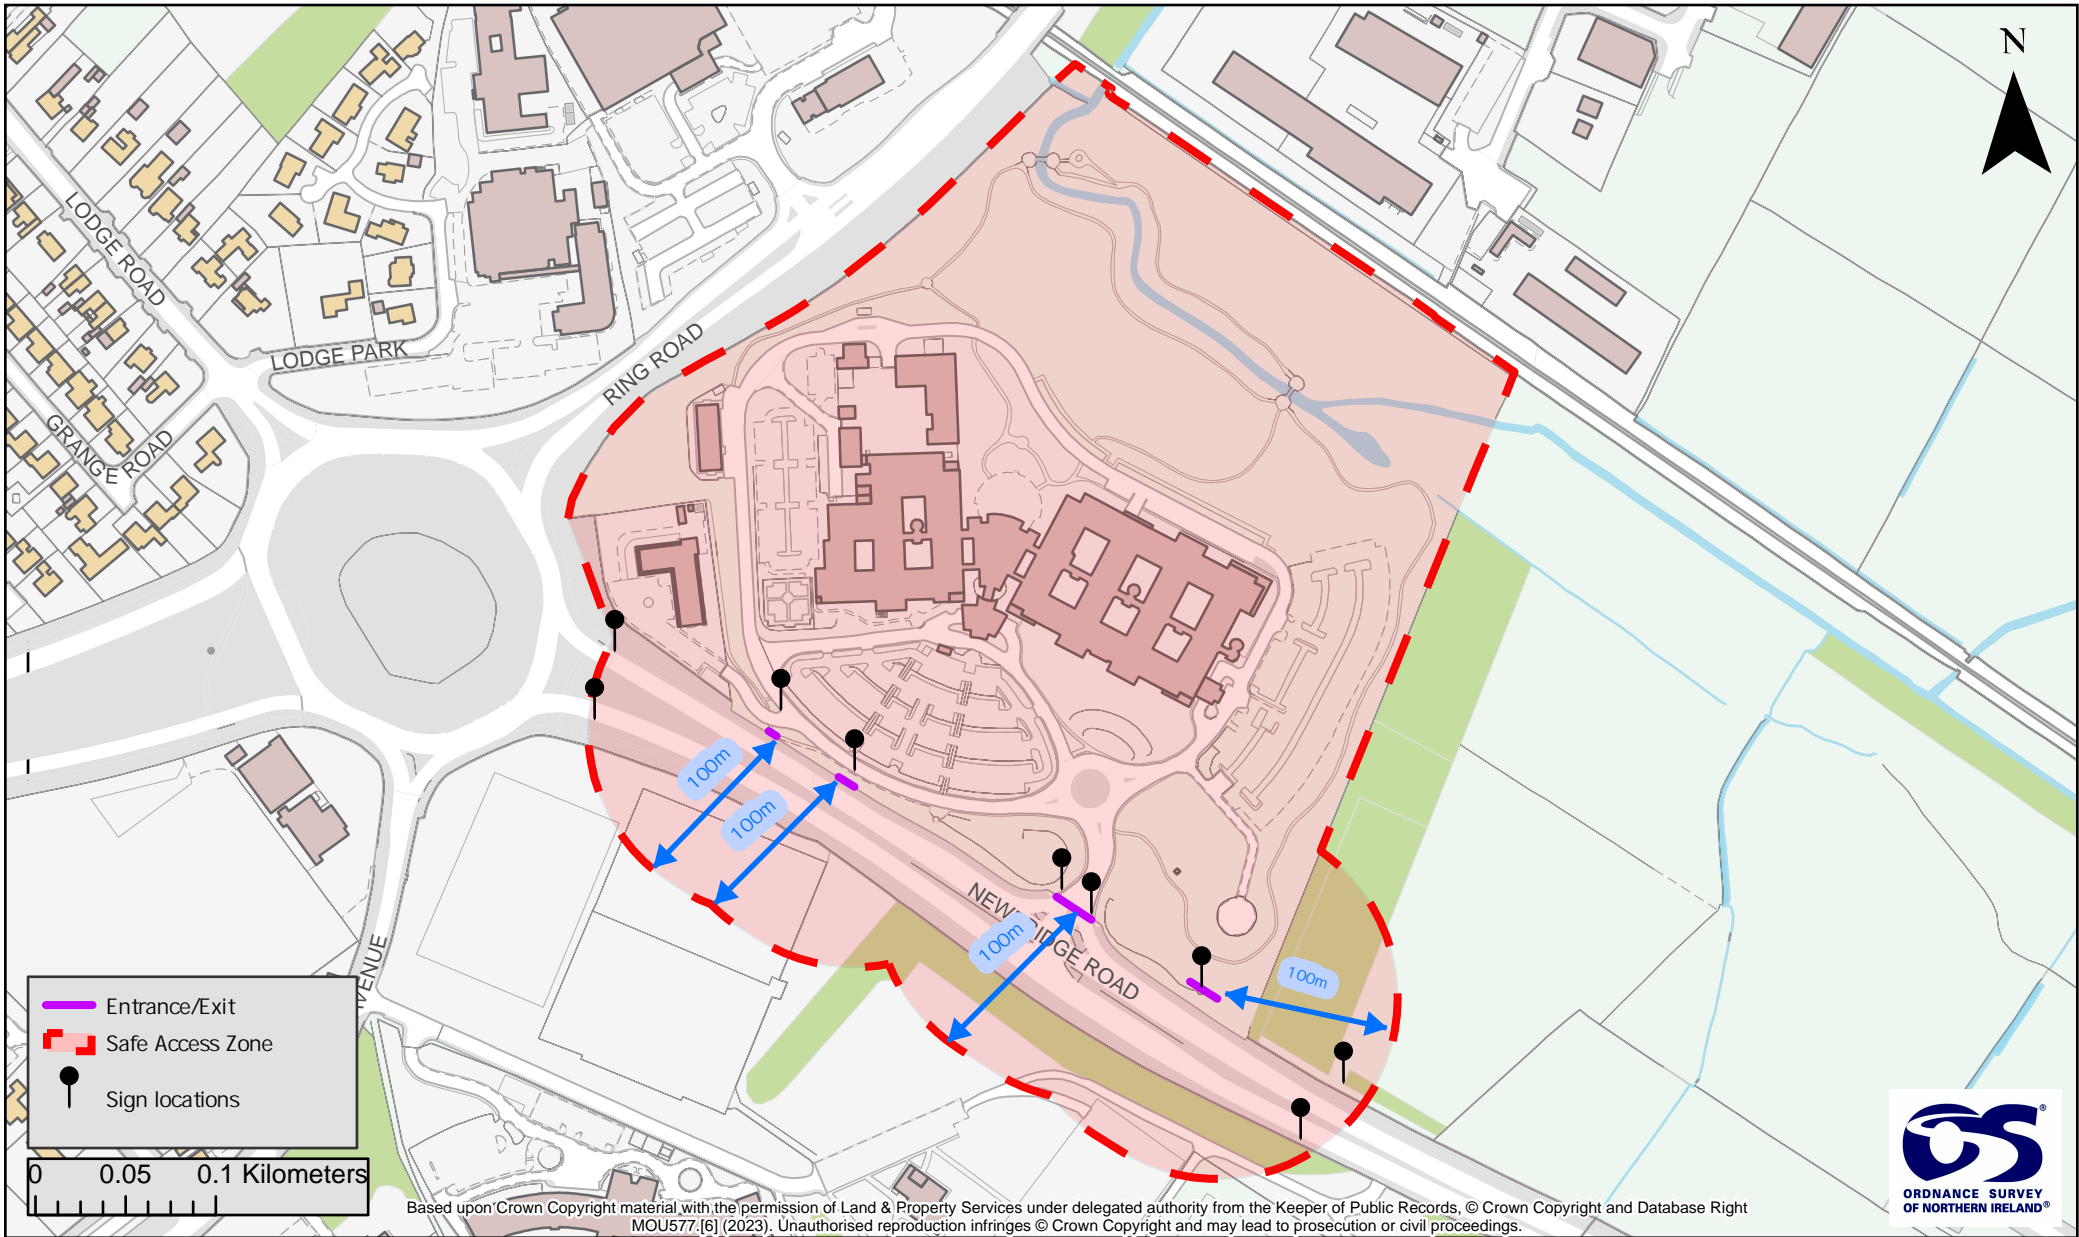 N
LODGE ROAD
LODGE PARK
RING ROAD
GRANGE ROAD
100m
100m
100m
100m
NEWBRIDGE ROAD
AVENUE
Entrance/Exit
Safe Access Zone
Sign locations
0 0.05 0.1 Kilometers
Based upon Crown Copyright material with the permission of Land & Property Services under delegated authority from the Keeper of Public Records, © Crown Copyright and Database Right
MOU577.[6] (2023). Unauthorised reproduction infringes © Crown Copyright and may lead to prosecution or civil proceedings.
OS®
ORDNANCE SURVEY
OF NORTHERN IRELAND®